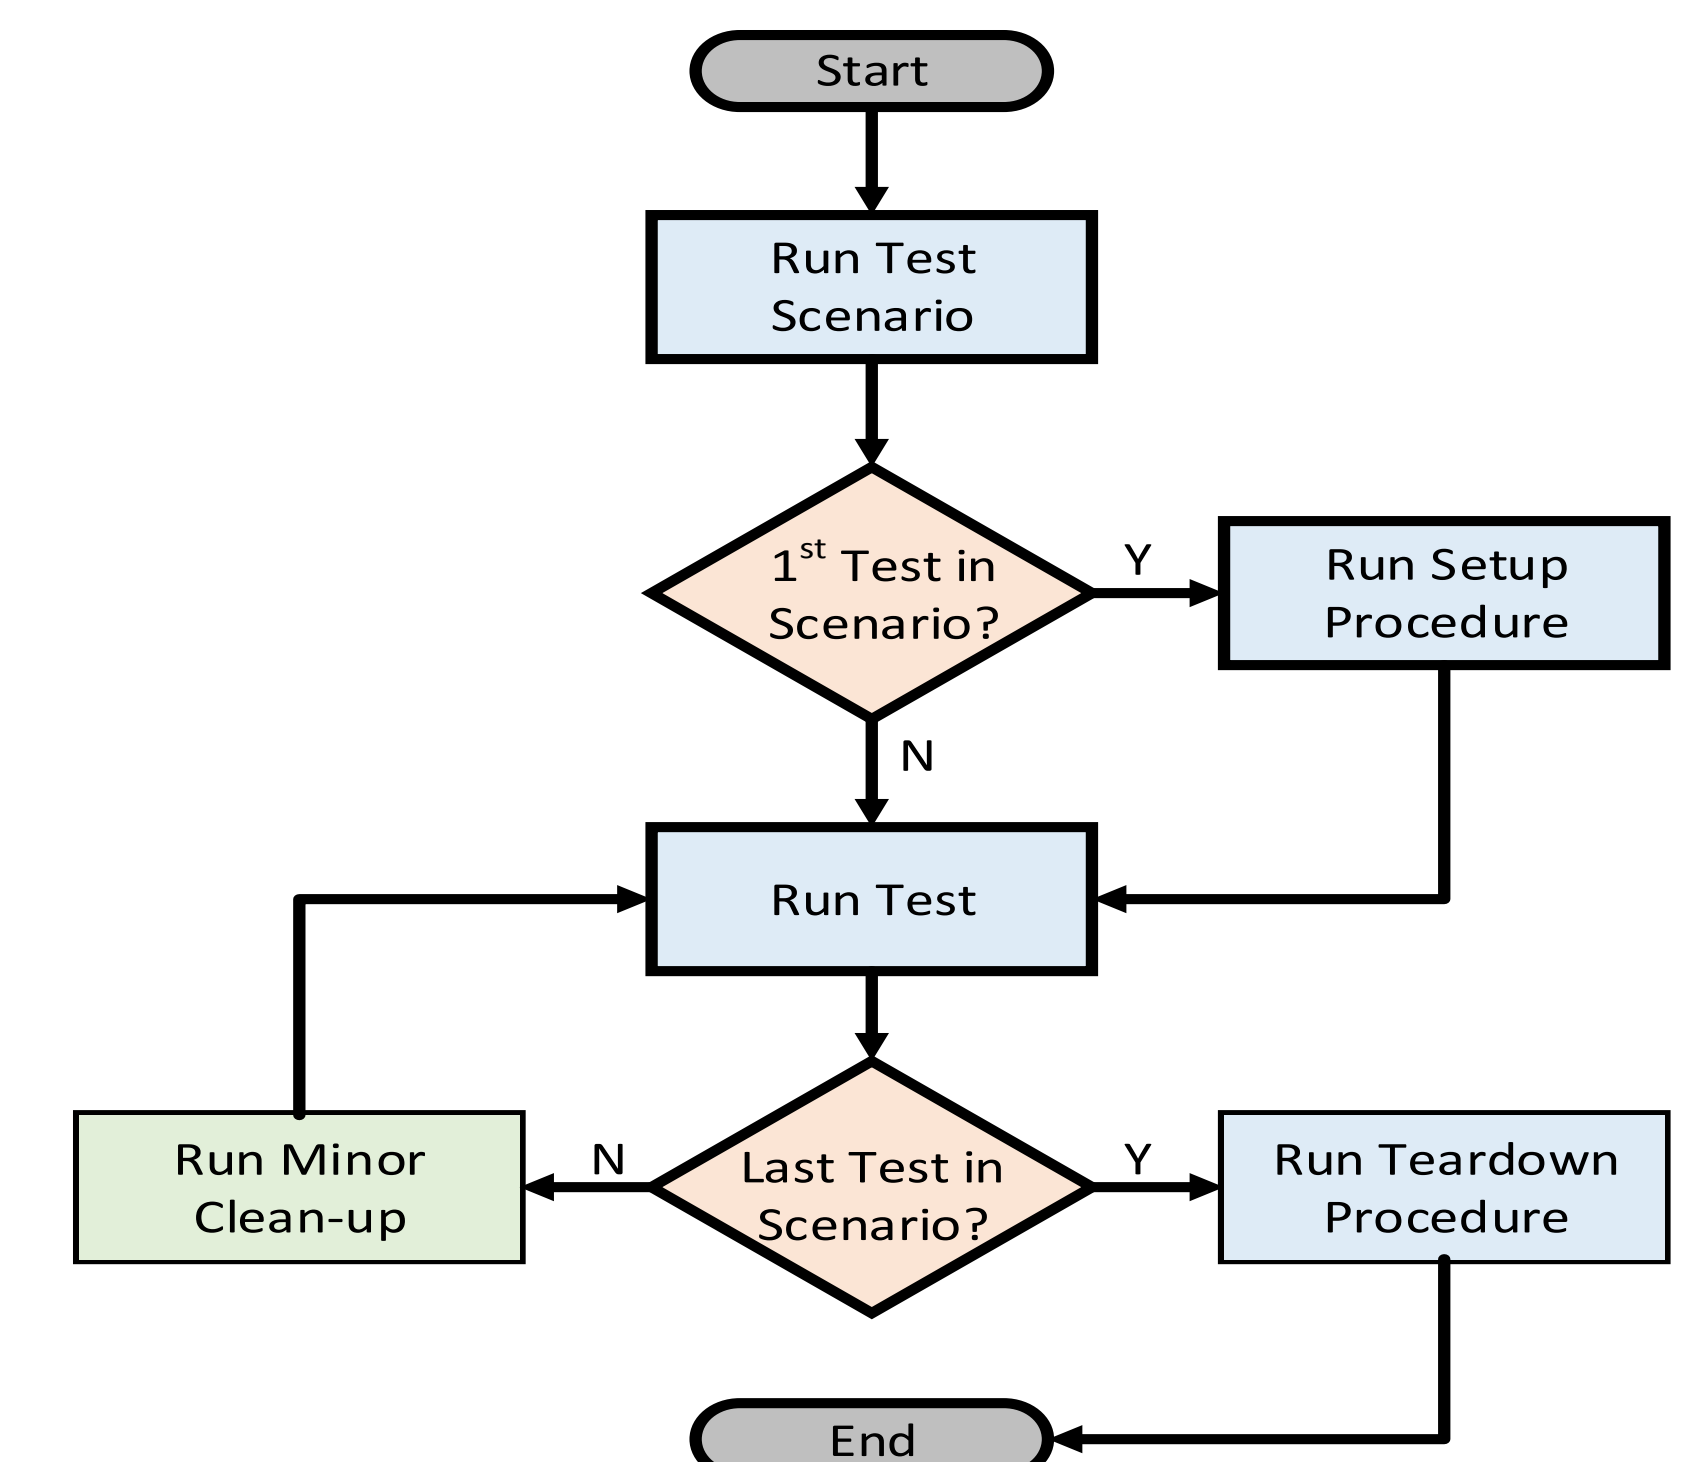 Start
Run Test
Scenario
1st Test in
Scenario?
Y
Run Setup
Procedure
N
Run Test
Run Minor
Clean-up
N
Last Test in
Scenario?
Y
Run Teardown
Procedure
End